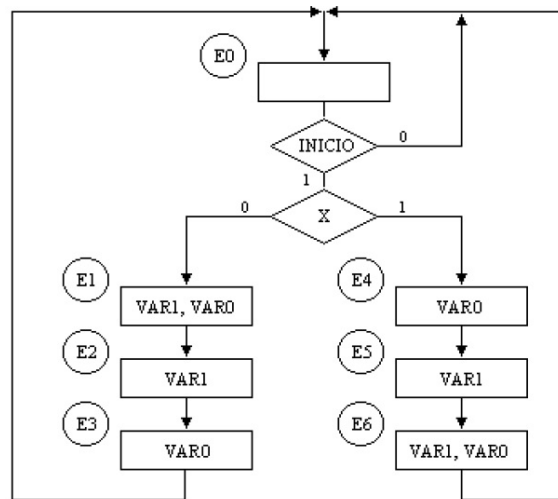 E0
INICIO
0
1
0
X
1
E1
VAR1, VAR0
E4
VAR0
E2
VAR1
E5
VAR1
E3
VAR0
E6
VAR1, VAR0